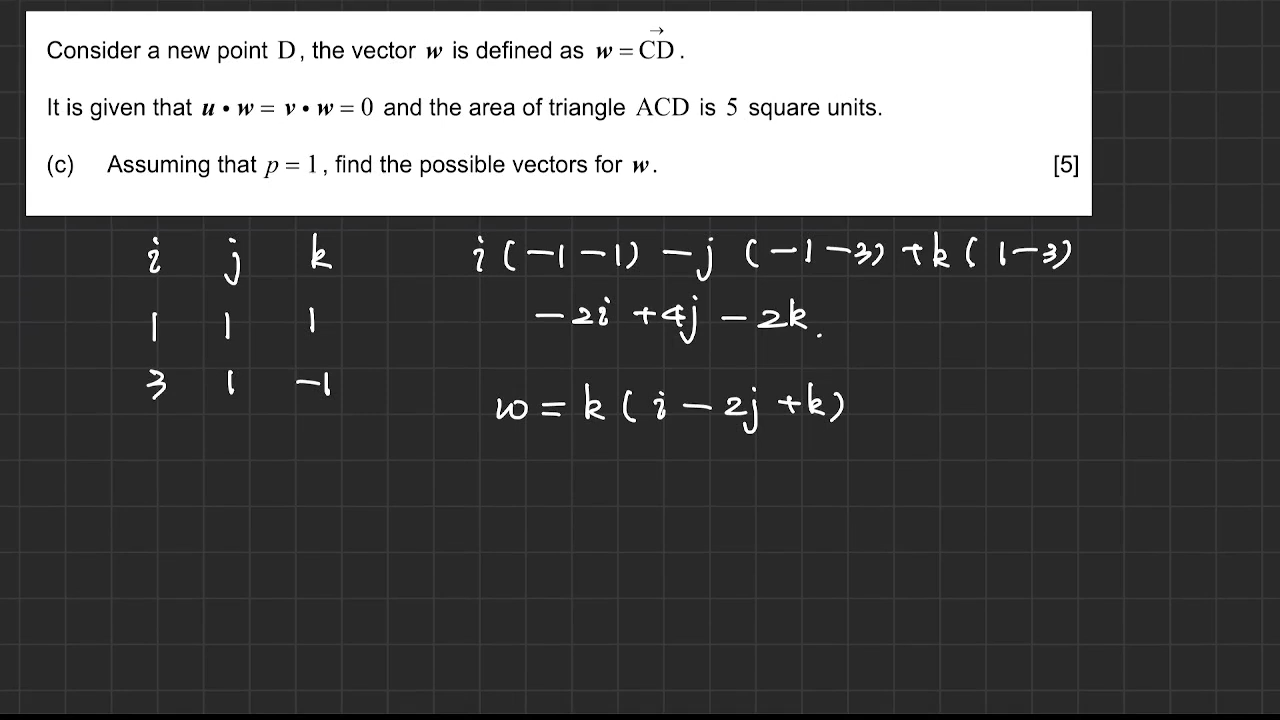 Consider a new point D, the vector w is defined as w = \overrightarrow{CD}.
It is given that u • w = v • w = 0 and the area of triangle ACD is 5 square units.
(c) Assuming that p = 1, find the possible vectors for w. [5]
i j k i(-1-1) -j(-1-3) +k(1-3)
1 1 1 -2i +4j -2k.
3 1 -1
w = k(i - 2j + k)